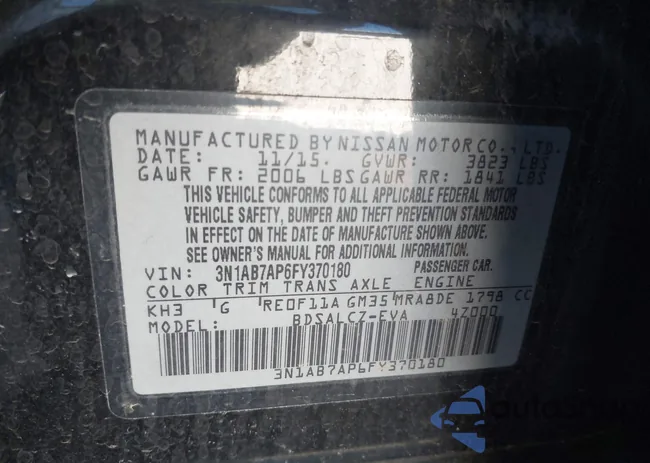 MANUFACTURED BY NISSAN MOTOR CO., LTD.
DATE: 11/15. GVWR: 3823 LBS
GAWR FR: 2006 LBS GAWR RR: 1841 LBS
THIS VEHICLE CONFORMS TO ALL APPLICABLE FEDERAL MOTOR
VEHICLE SAFETY, BUMPER AND THEFT PREVENTION STANDARDS
IN EFFECT ON THE DATE OF MANUFACTURE SHOWN ABOVE.
SEE OWNER'S MANUAL FOR ADDITIONAL INFORMATION.
VIN: 3N1AB7AP6FY370180 PASSENGER CAR.
COLOR TRIM TRANS AXLE ENGINE
KH3 G RE0F11A GM35 MRA8DE 1798 CC
MODEL: BDSALCZ-EVA 4Z000
3N1AB7AP6FY370180